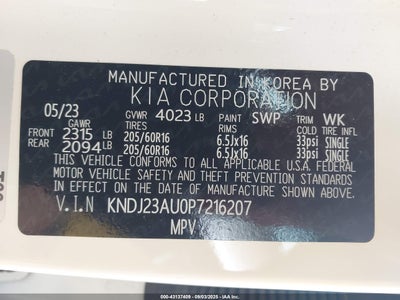 MANUFACTURED IN KOREA BY
KIA CORPORATION
05/23 GVWR 4023 LB PAINT SWP TRIM WK
GAWR TIRES RIMS COLD TIRE INFL
FRONT 2315 LB 205/60R16 6.5Jx16 33psi SINGLE
REAR 2094 LB 205/60R16 6.5Jx16 33psi SINGLE
THIS VEHICLE CONFORMS TO ALL APPLICABLE U.S.A. FEDERAL
MOTOR VEHICLE SAFETY AND THEFT PREVENTION STANDARDS
IN EFFECT ON THE DATE OF MANUFACTURE SHOWN ABOVE.
V.I.N KNDJ23AU0P7216207
MPV
000-43137409 - 09/03/2025 - IAAI.COM